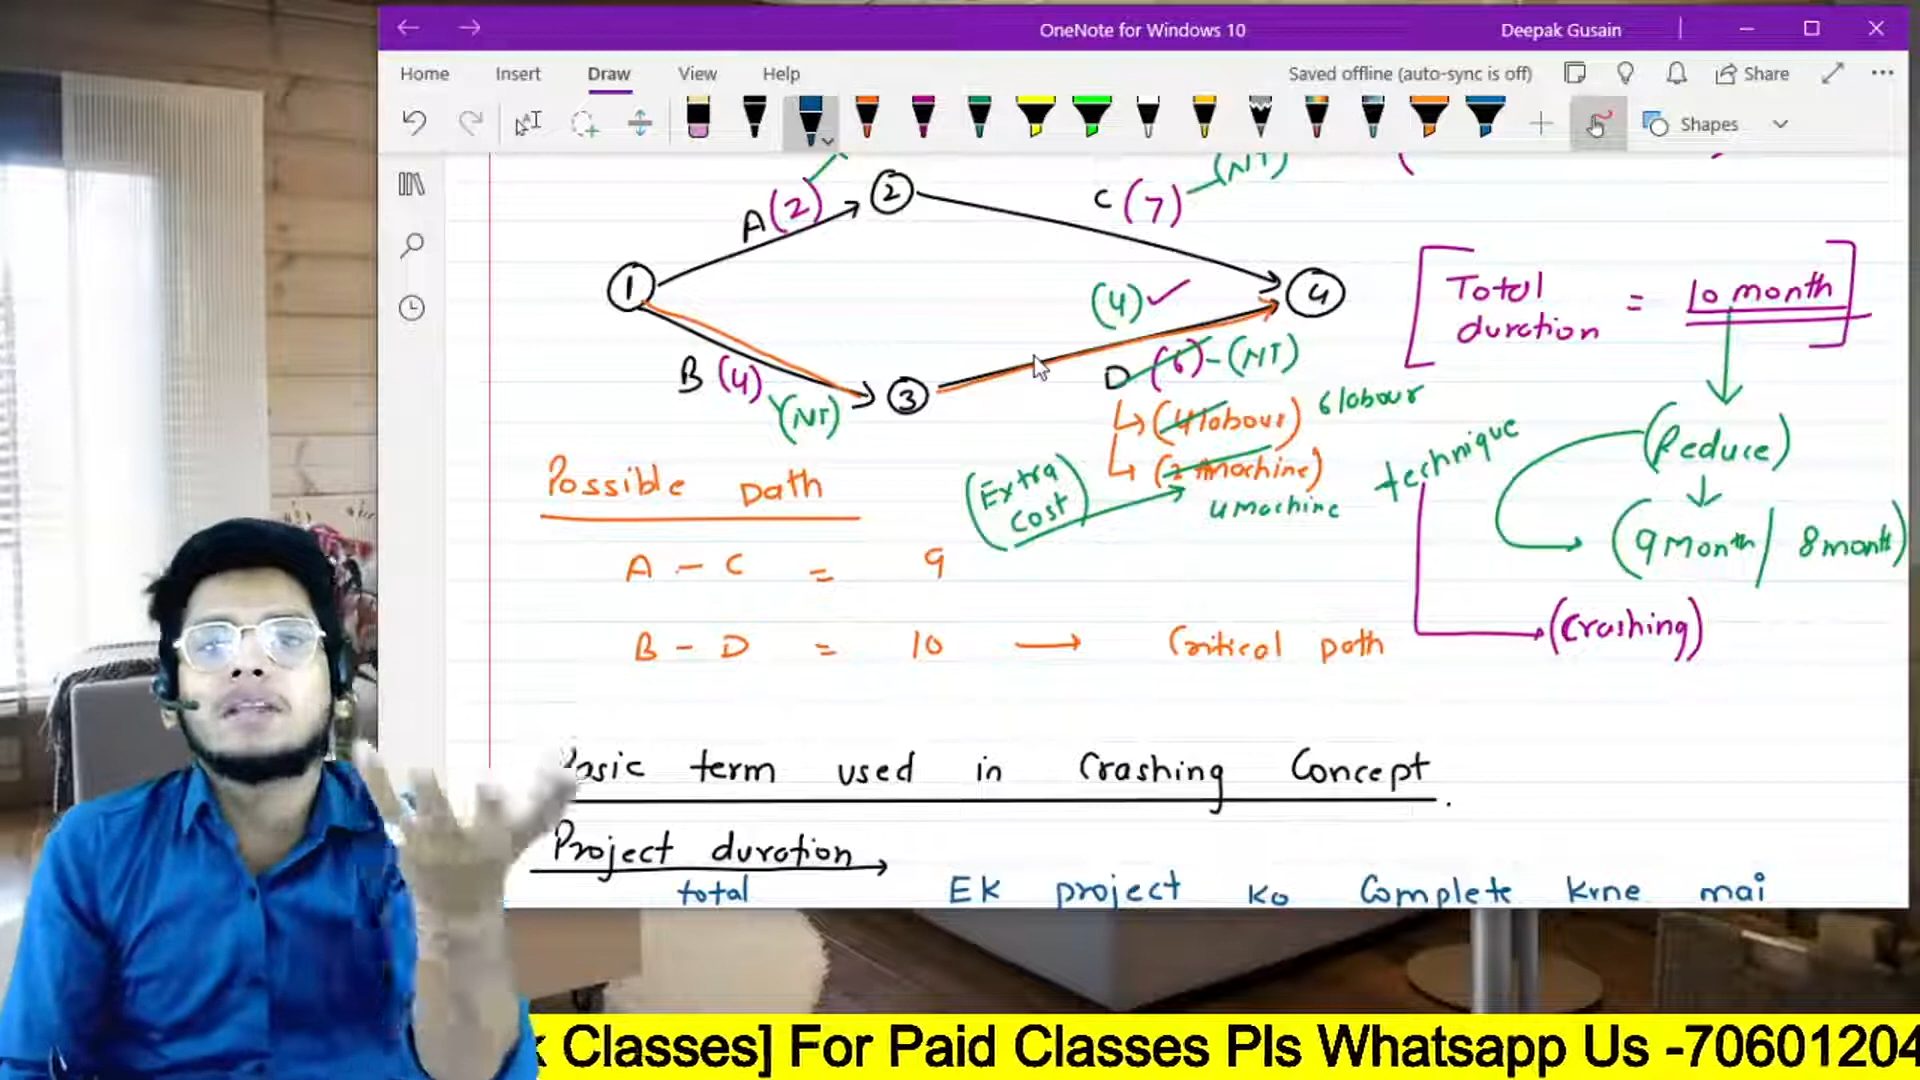 OneNote for Windows 10
Deepak Gusain
Home Insert Draw View Help
Saved offline (auto-sync is off)
Share
Shapes
A (2)
2
C (7)
(NT)
1
4
(4)
B (4)
(NT)
3
D (6) - (NT)
(4 labour)
6 labour
(2 machine)
4 machine
(Extra
Cost)
Total
duration
= 10 month
(Reduce)
technique
(9 Month / 8 month)
(Crashing)
Possible path
A - C = 9
B - D = 10 → Critical path
Basic term used in Crashing Concept.
Project duration →
total Ek project ko Complete krne mai
k Classes] For Paid Classes Pls Whatsapp Us -70601204